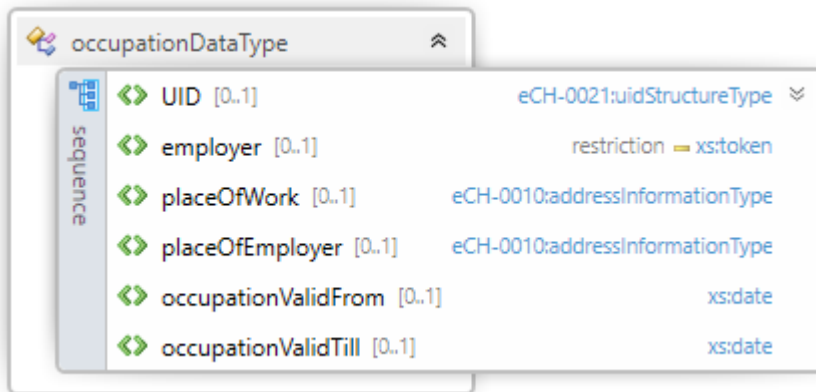 occupationDataType
sequence
UID [0..1] eCH-0021:uidStructureType
employer [0..1] restriction xs:token
placeOfWork [0..1] eCH-0010:addressInformationType
placeOfEmployer [0..1] eCH-0010:addressInformationType
occupationValidFrom [0..1] xs:date
occupationValidTill [0..1] xs:date